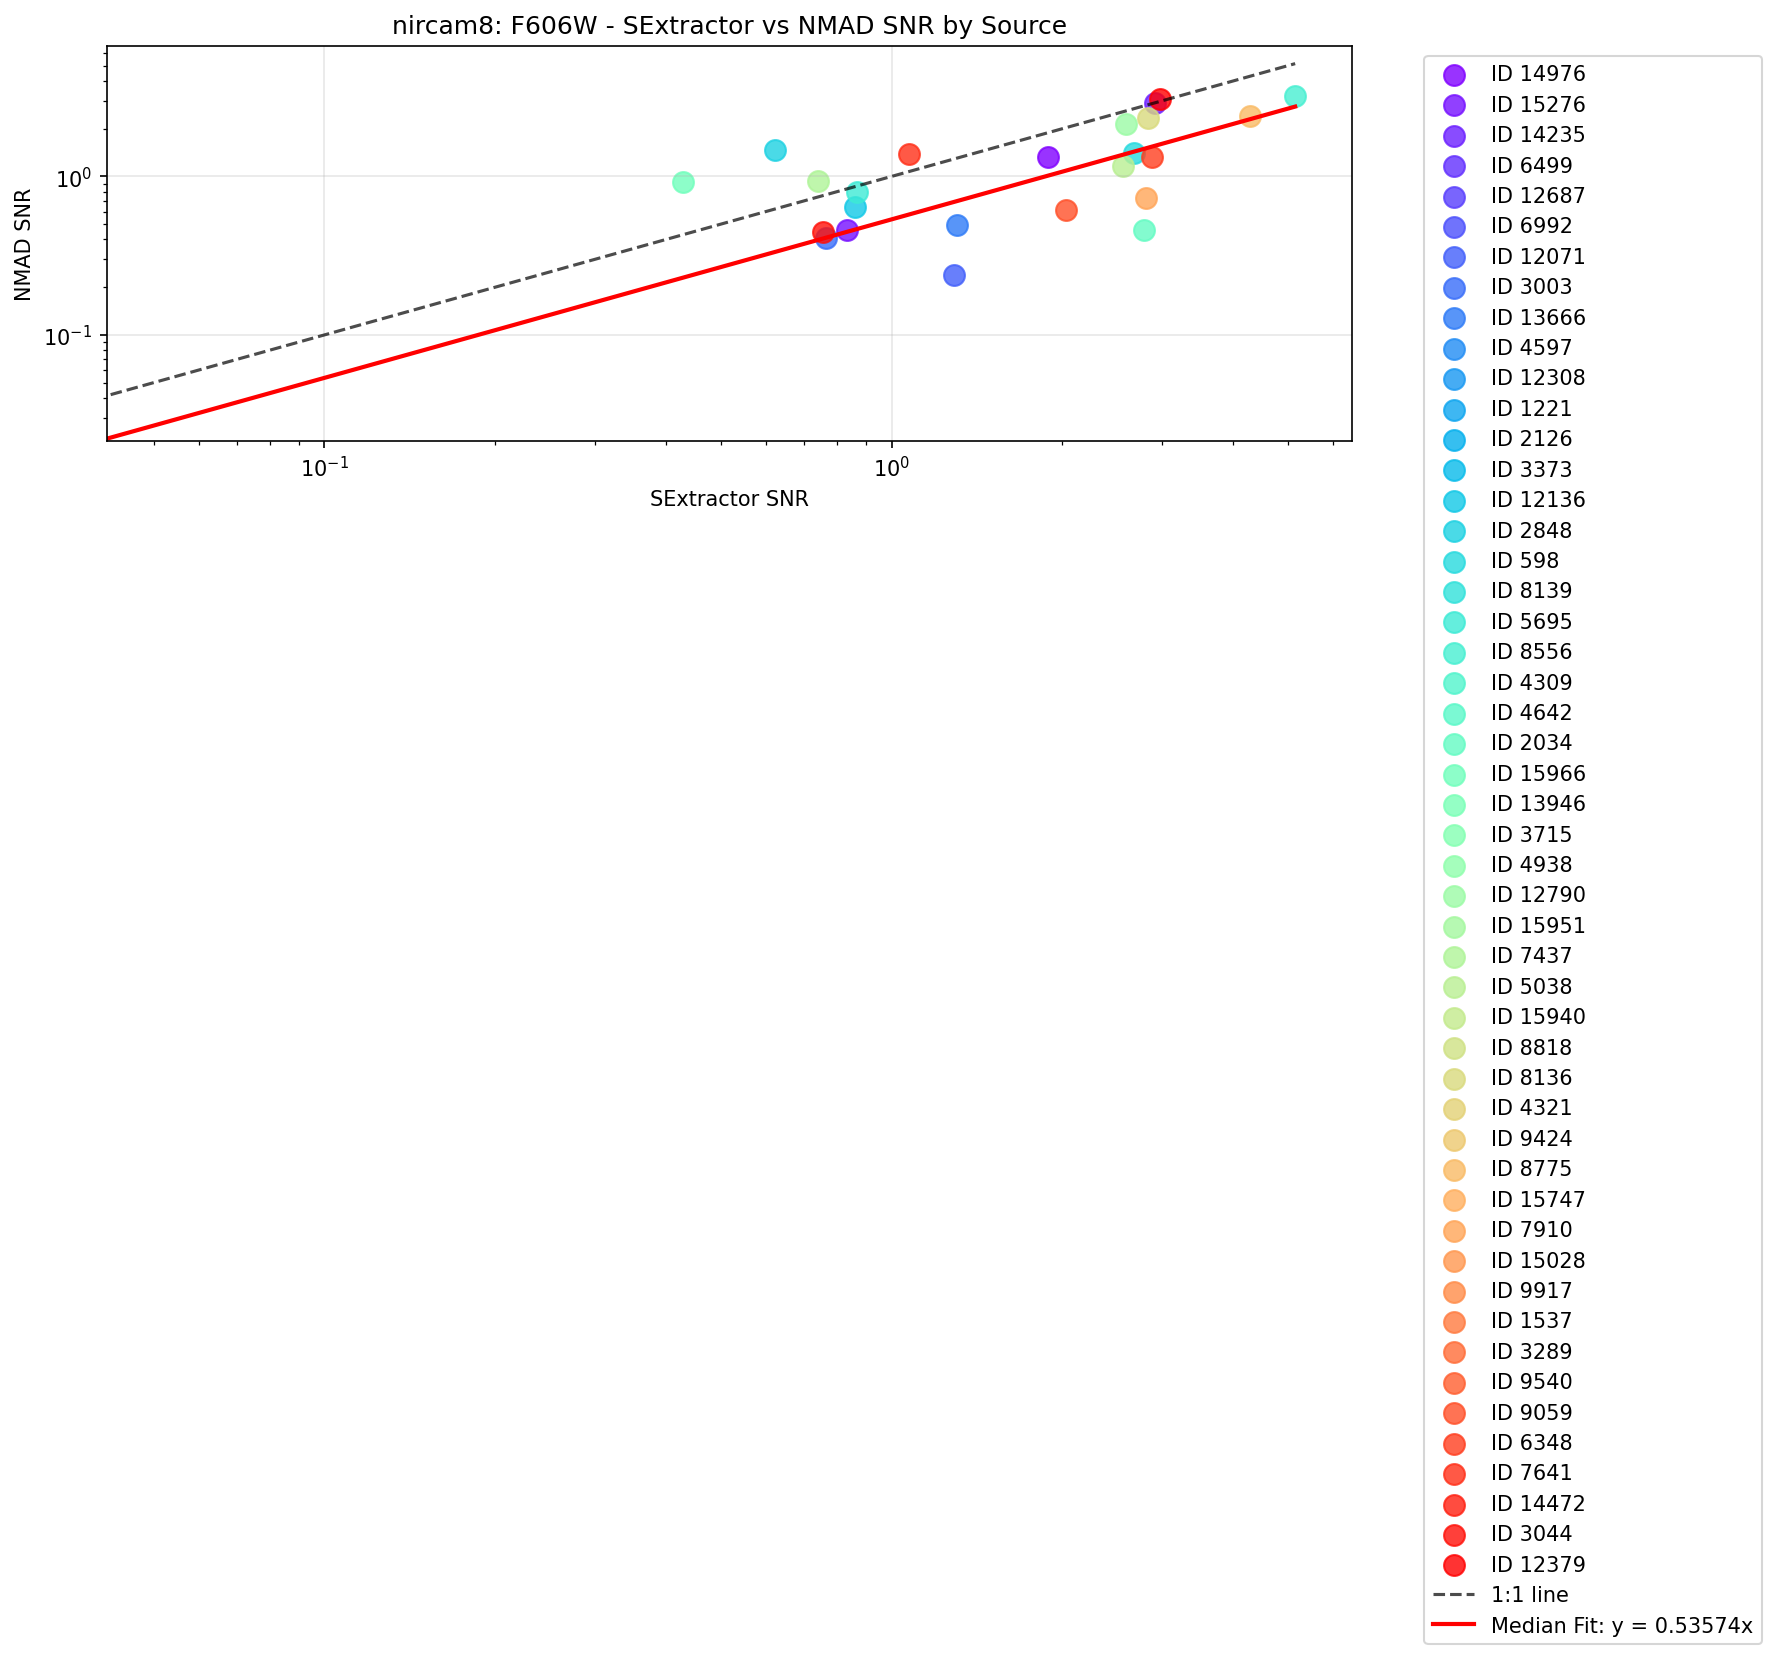 nircam8: F606W - SExtractor vs NMAD SNR by Source
NMAD SNR
10⁰
10⁻¹
10⁻¹
10⁰
SExtractor SNR
ID 14976
ID 15276
ID 14235
ID 6499
ID 12687
ID 6992
ID 12071
ID 3003
ID 13666
ID 4597
ID 12308
ID 1221
ID 2126
ID 3373
ID 12136
ID 2848
ID 598
ID 8139
ID 5695
ID 8556
ID 4309
ID 4642
ID 2034
ID 15966
ID 13946
ID 3715
ID 4938
ID 12790
ID 15951
ID 7437
ID 5038
ID 15940
ID 8818
ID 8136
ID 4321
ID 9424
ID 8775
ID 15747
ID 7910
ID 15028
ID 9917
ID 1537
ID 3289
ID 9540
ID 9059
ID 6348
ID 7641
ID 14472
ID 3044
ID 12379
1:1 line
Median Fit: y = 0.53574x